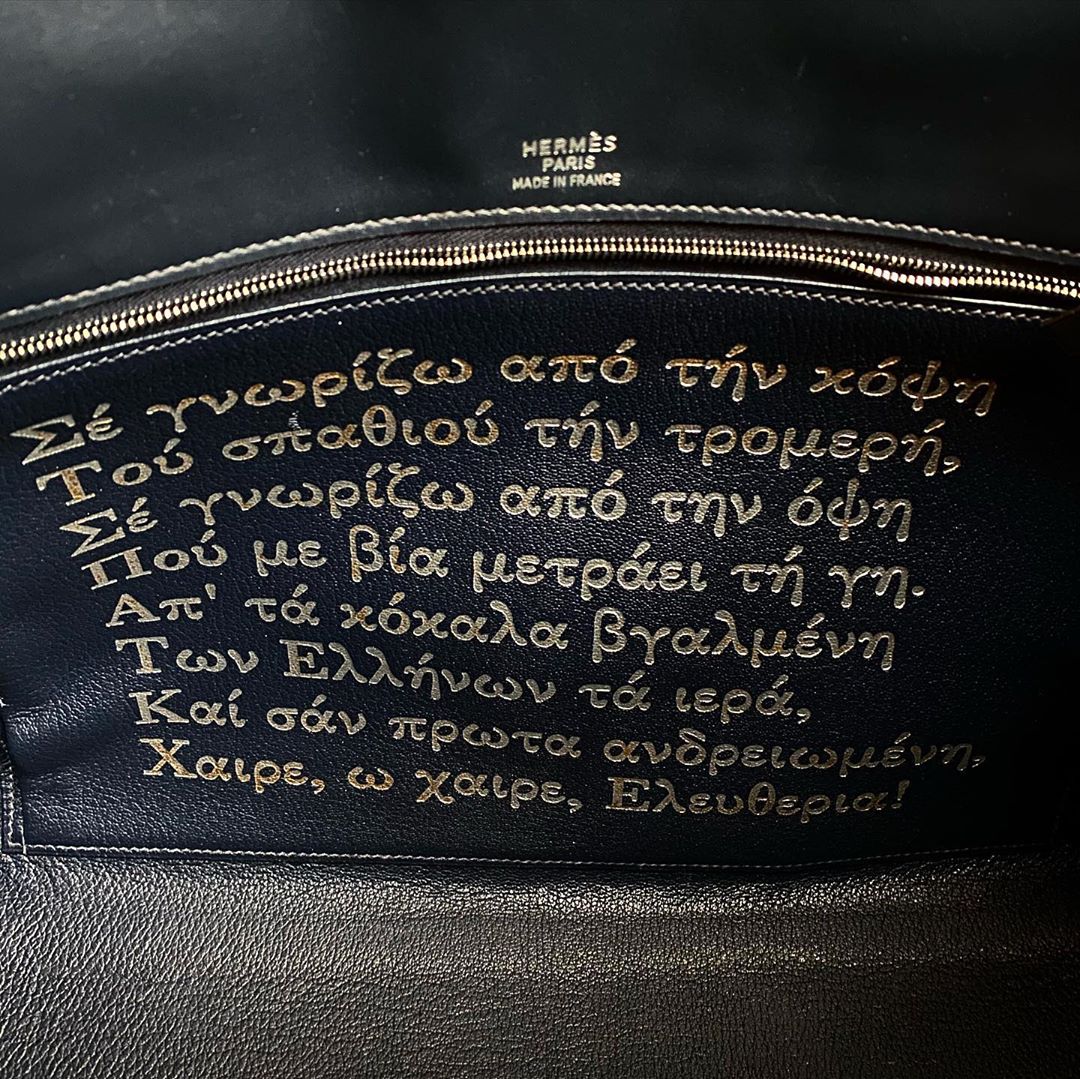 HERMÈS
PARIS
MADE IN FRANCE
Σέ γνωρίζω από τήν κόψη
Τού σπαθιού τήν τρομερή,
Σέ γνωρίζω από την όψη
Πού με βία μετράει τή γη.
Απ' τά κόκαλα βγαλμένη
Των Ελλήνων τά ιερά,
Καί σάν πρωτα ανδρειωμένη,
Χαιρε, ω χαιρε, Ελευθερια!